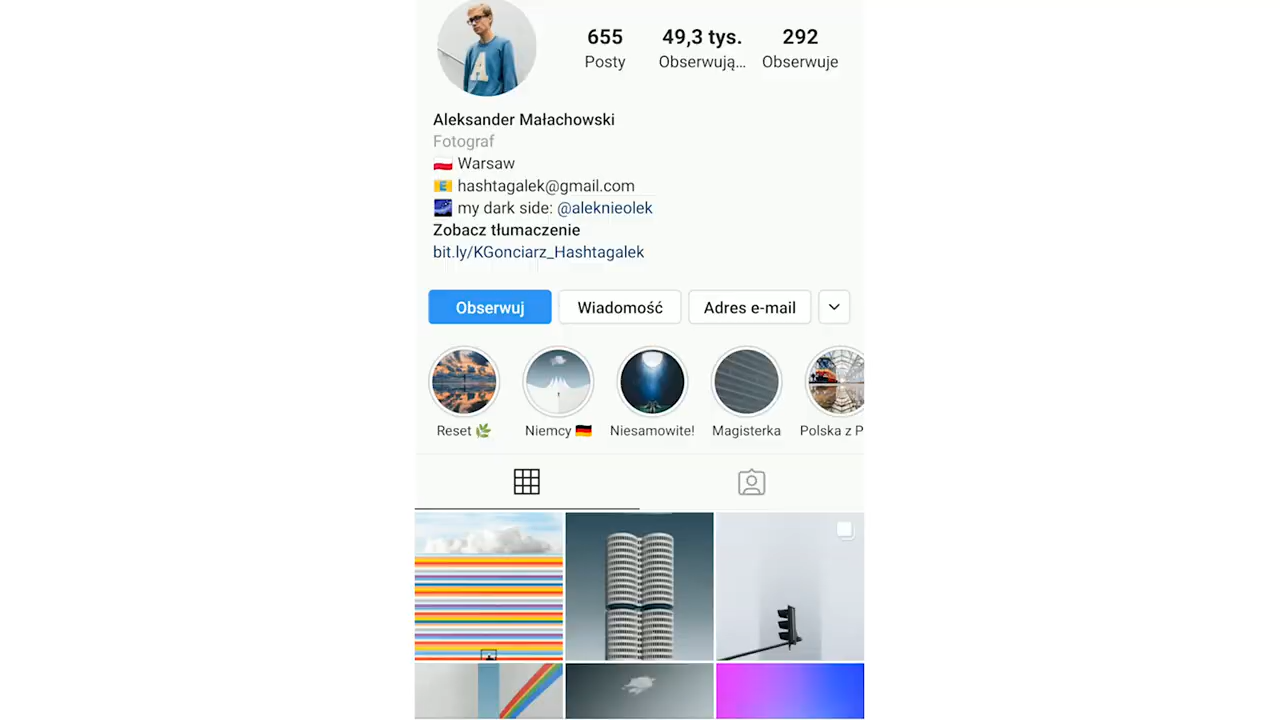 655 49,3 tys. 292
Posty Obserwują... Obserwuje
A
Aleksander Małachowski
Fotograf
🇵🇱 Warsaw
📧 hashtagalek@gmail.com
🌌 my dark side: @aleknieolek
Zobacz tłumaczenie
bit.ly/KGonciarz_Hashtagalek
Obserwuj Wiadomość Adres e-mail
Reset 🌿 Niemcy 🇩🇪 Niesamowite! Magisterka Polska z P